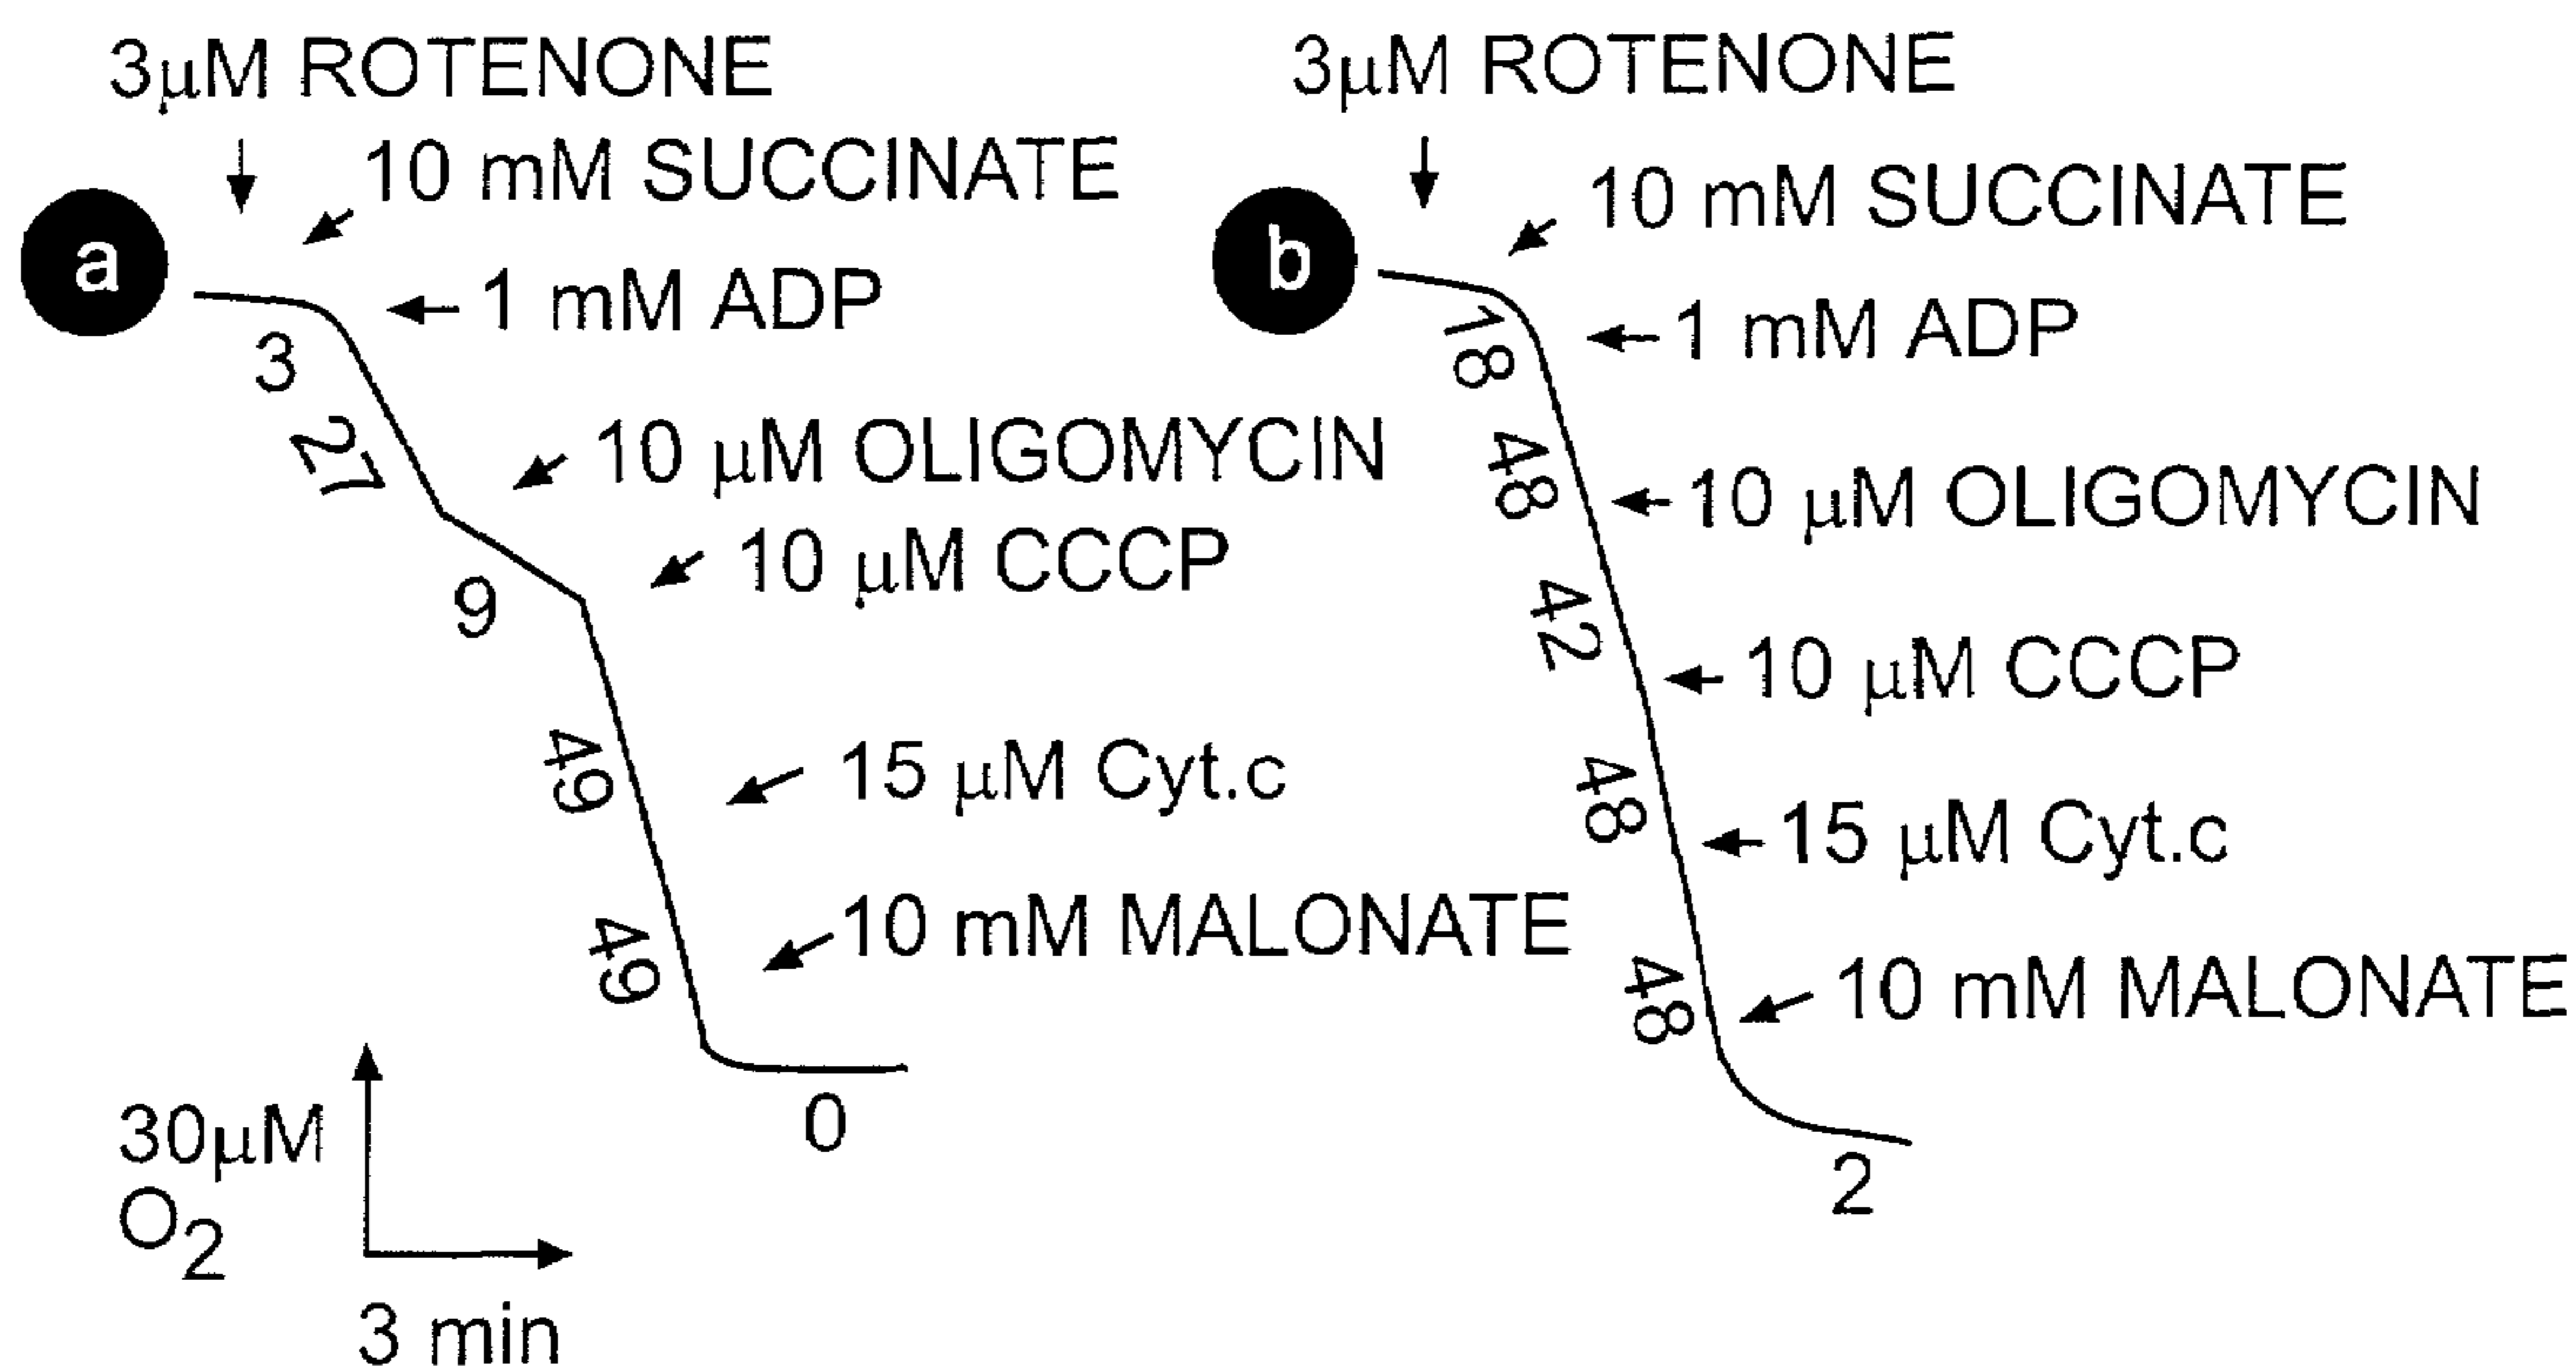 3μM ROTENONE
10 mM SUCCINATE
a
1 mM ADP
3
27
10 μM OLIGOMYCIN
10 μM CCCP
9
49
15 μM Cyt.c
49
10 mM MALONATE
0
30μM
O2
3 min
3μM ROTENONE
10 mM SUCCINATE
b
18
1 mM ADP
48
10 μM OLIGOMYCIN
42
10 μM CCCP
48
15 μM Cyt.c
48
10 mM MALONATE
2